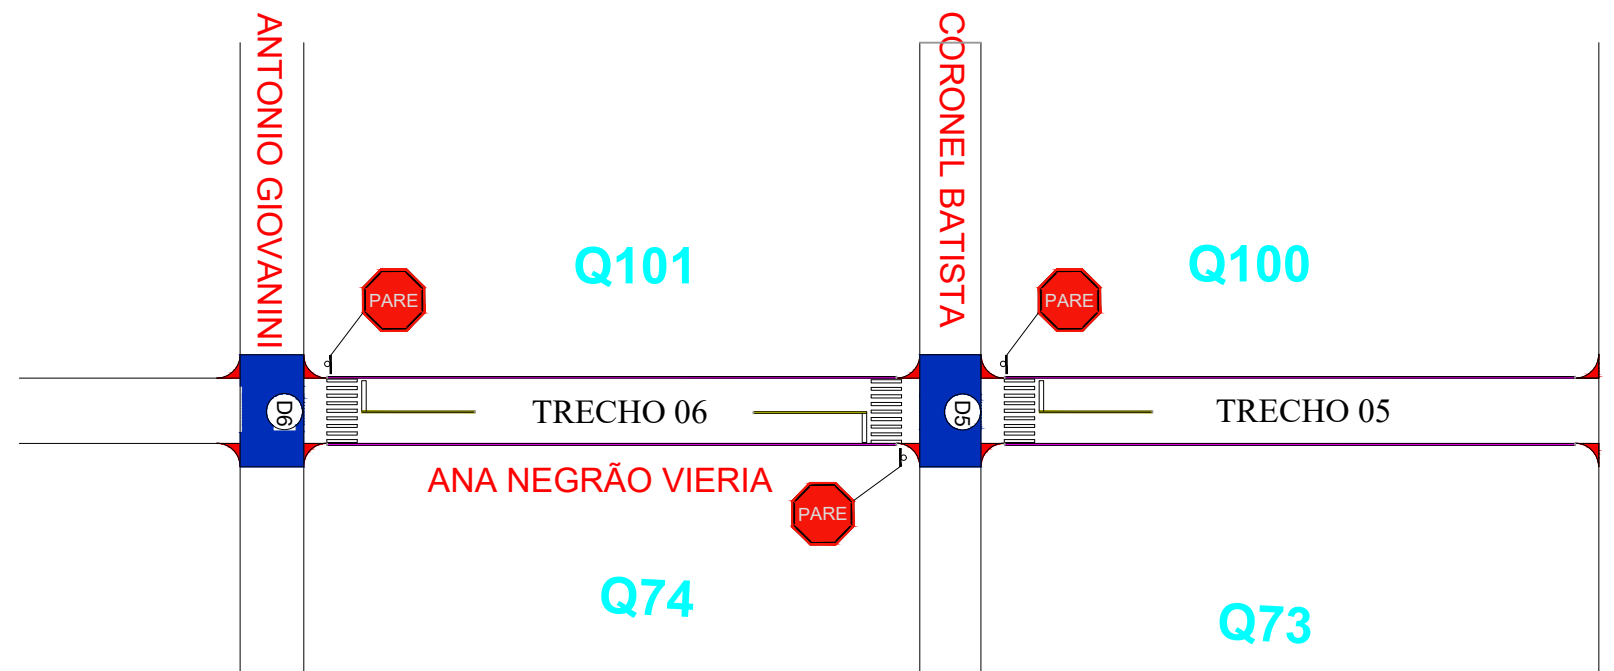 ANTONIO GIOVANINI
CORONEL BATISTA
Q101
Q100
PARE
PARE
D6
TRECHO 06
D5
TRECHO 05
ANA NEGRÃO VIERIA
PARE
Q74
Q73